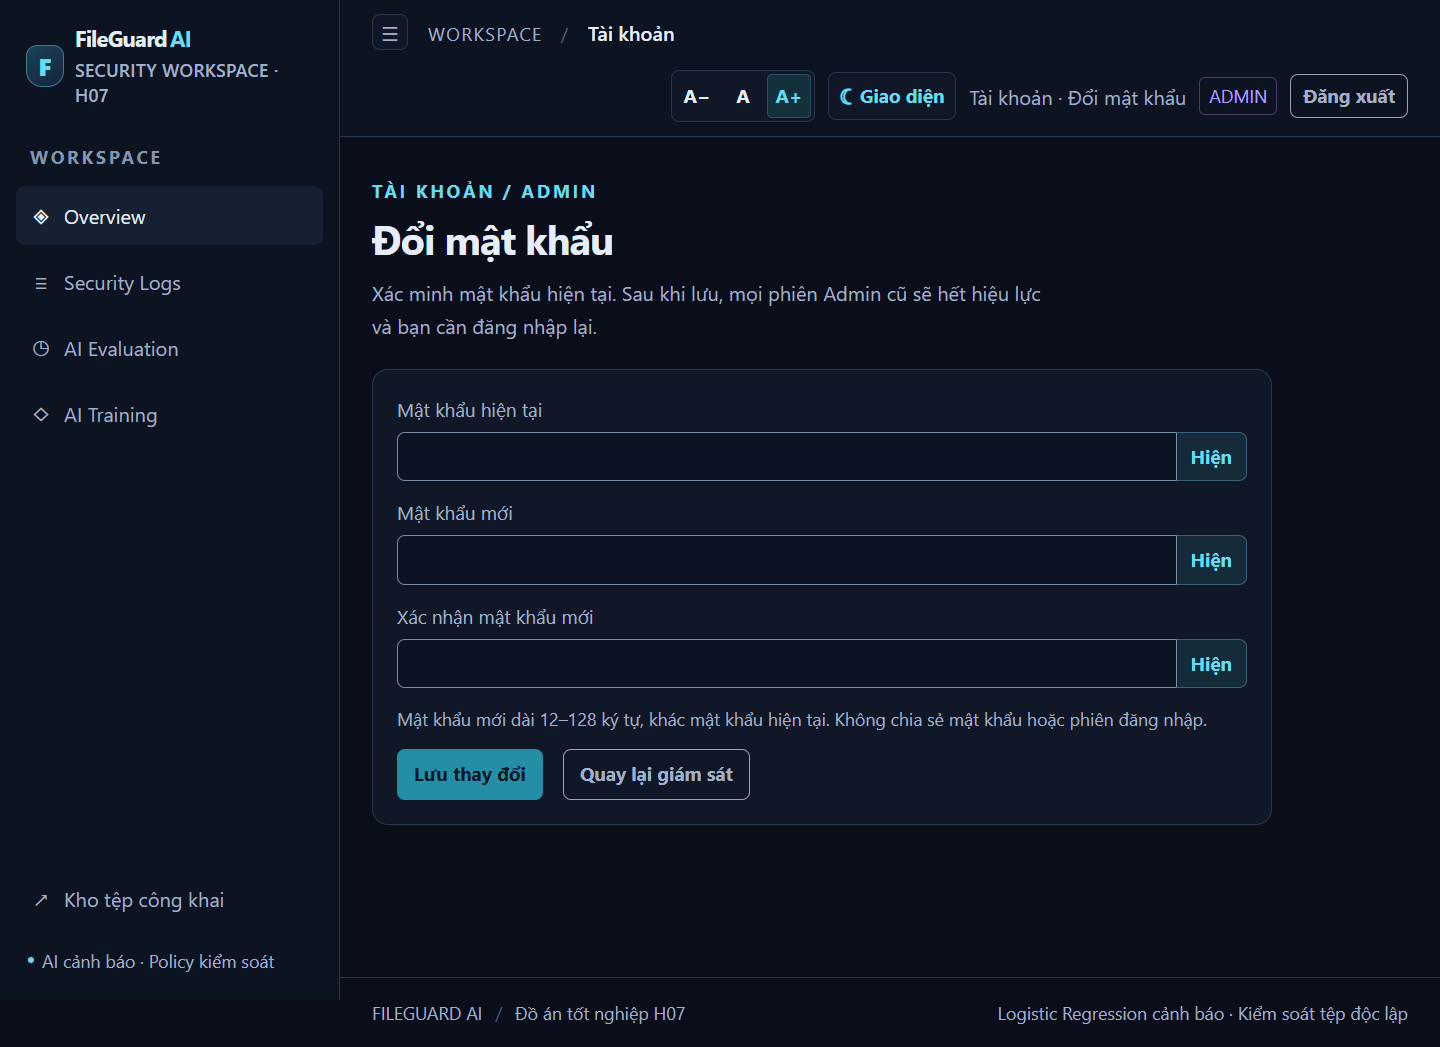 F
FileGuard AI
SECURITY WORKSPACE ·
H07
WORKSPACE
Overview
Security Logs
AI Evaluation
AI Training
Kho tệp công khai
AI cảnh báo · Policy kiểm soát
WORKSPACE / Tài khoản
A− A A+ Giao diện Tài khoản · Đổi mật khẩu ADMIN Đăng xuất
TÀI KHOẢN / ADMIN
Đổi mật khẩu
Xác minh mật khẩu hiện tại. Sau khi lưu, mọi phiên Admin cũ sẽ hết hiệu lực
và bạn cần đăng nhập lại.
Mật khẩu hiện tại
Hiện
Mật khẩu mới
Hiện
Xác nhận mật khẩu mới
Hiện
Mật khẩu mới dài 12–128 ký tự, khác mật khẩu hiện tại. Không chia sẻ mật khẩu hoặc phiên đăng nhập.
Lưu thay đổi Quay lại giám sát
FILEGUARD AI / Đồ án tốt nghiệp H07 Logistic Regression cảnh báo · Kiểm soát tệp độc lập